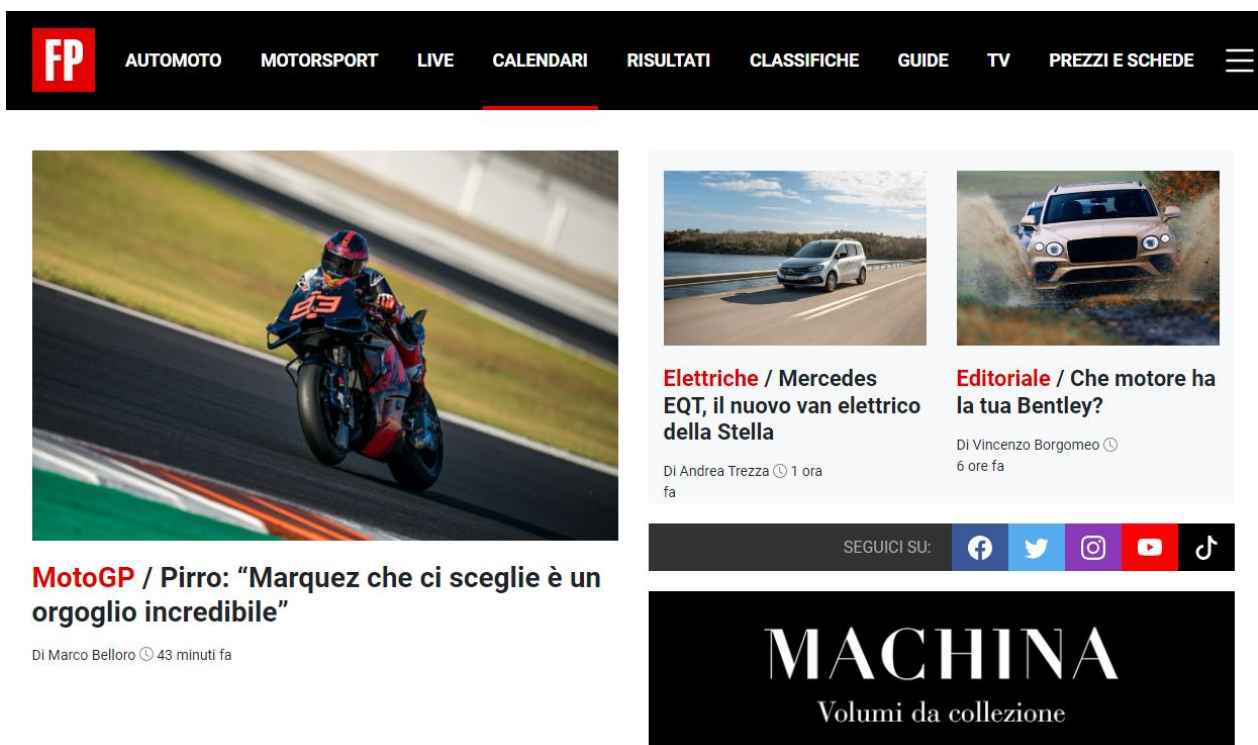 FP
AUTOMOTO MOTORSPORT LIVE CALENDARI RISULTATI CLASSIFICHE GUIDE TV PREZZI E SCHEDE
93
MotoGP / Pirro: “Marquez che ci sceglie è un
orgoglio incredibile”
Di Marco Belloro 43 minuti fa
Elettriche / Mercedes
EQT, il nuovo van elettrico
della Stella
Di Andrea Trezza 1 ora
fa
Editoriale / Che motore ha
la tua Bentley?
Di Vincenzo Borgomeo
6 ore fa
SEGUICI SU:
MACHINA
Volumi da collezione